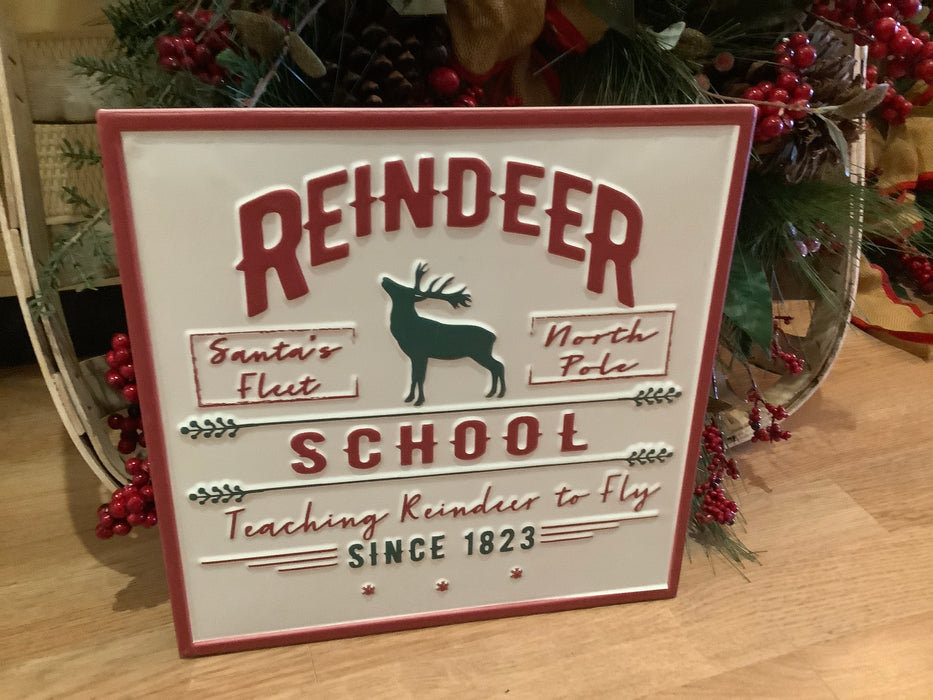 REINDEER
Santa's
Fleet
North
Pole
SCHOOL
Teaching Reindeer to Fly
SINCE 1823